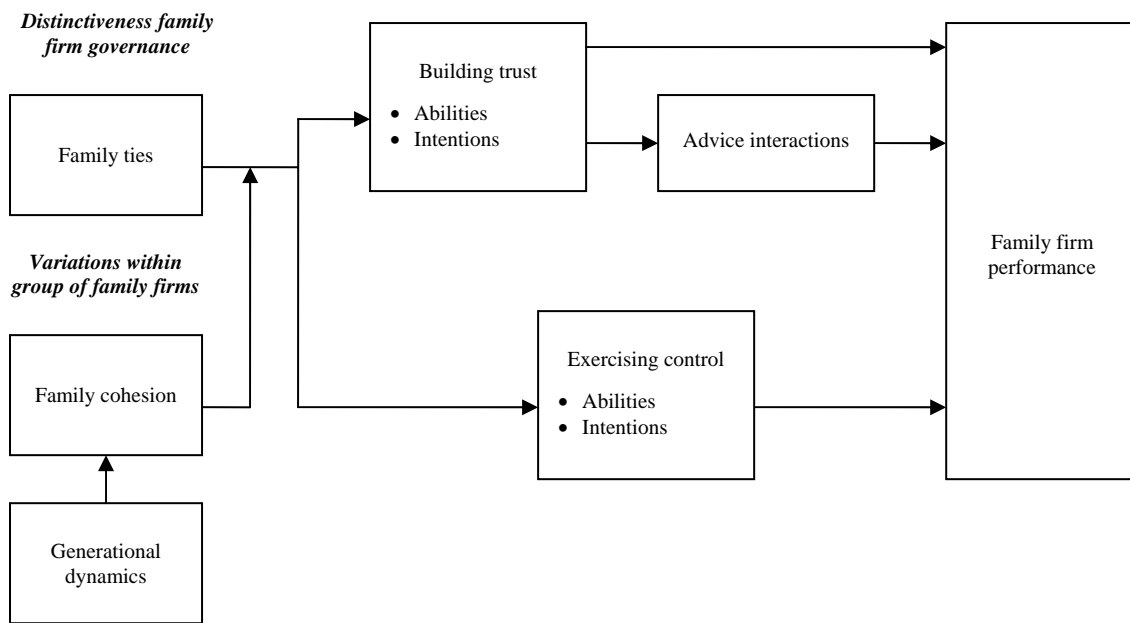 Distinctiveness family
firm governance
Family ties
Variations within
group of family firms
Family cohesion
Generational
dynamics
Building trust
• Abilities
• Intentions
Advice interactions
Exercising control
• Abilities
• Intentions
Family firm
performance